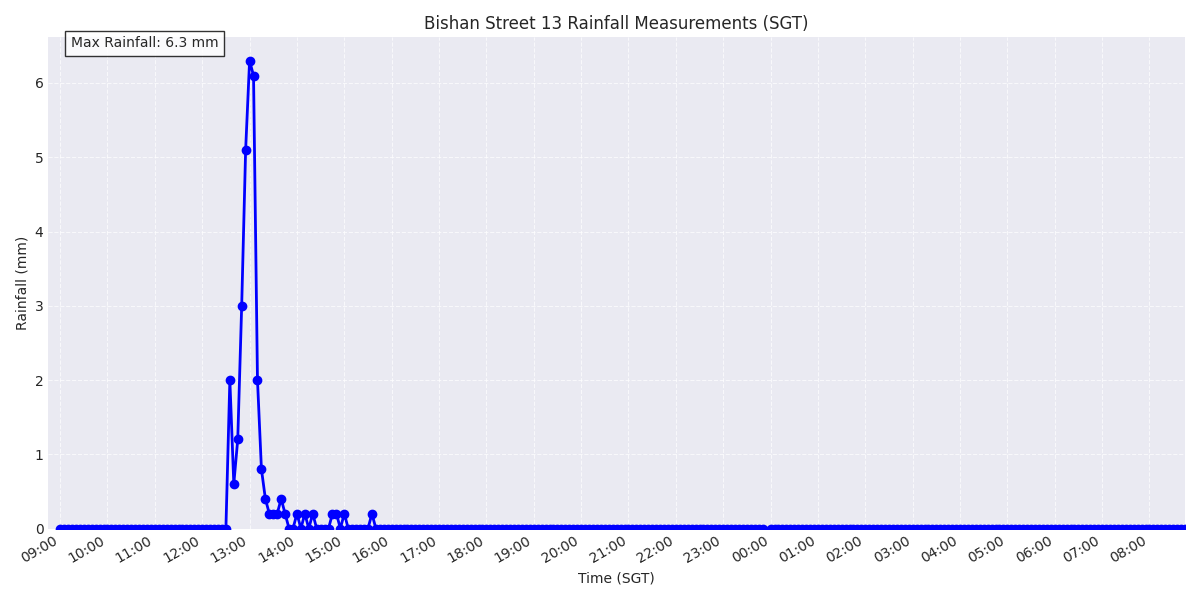 Bishan Street 13 Rainfall Measurements (SGT)
Max Rainfall: 6.3 mm
Rainfall (mm)
6
5
4
3
2
1
0
09:00 10:00 11:00 12:00 13:00 14:00 15:00 16:00 17:00 18:00 19:00 20:00 21:00 22:00 23:00 00:00 01:00 02:00 03:00 04:00 05:00 06:00 07:00 08:00
Time (SGT)